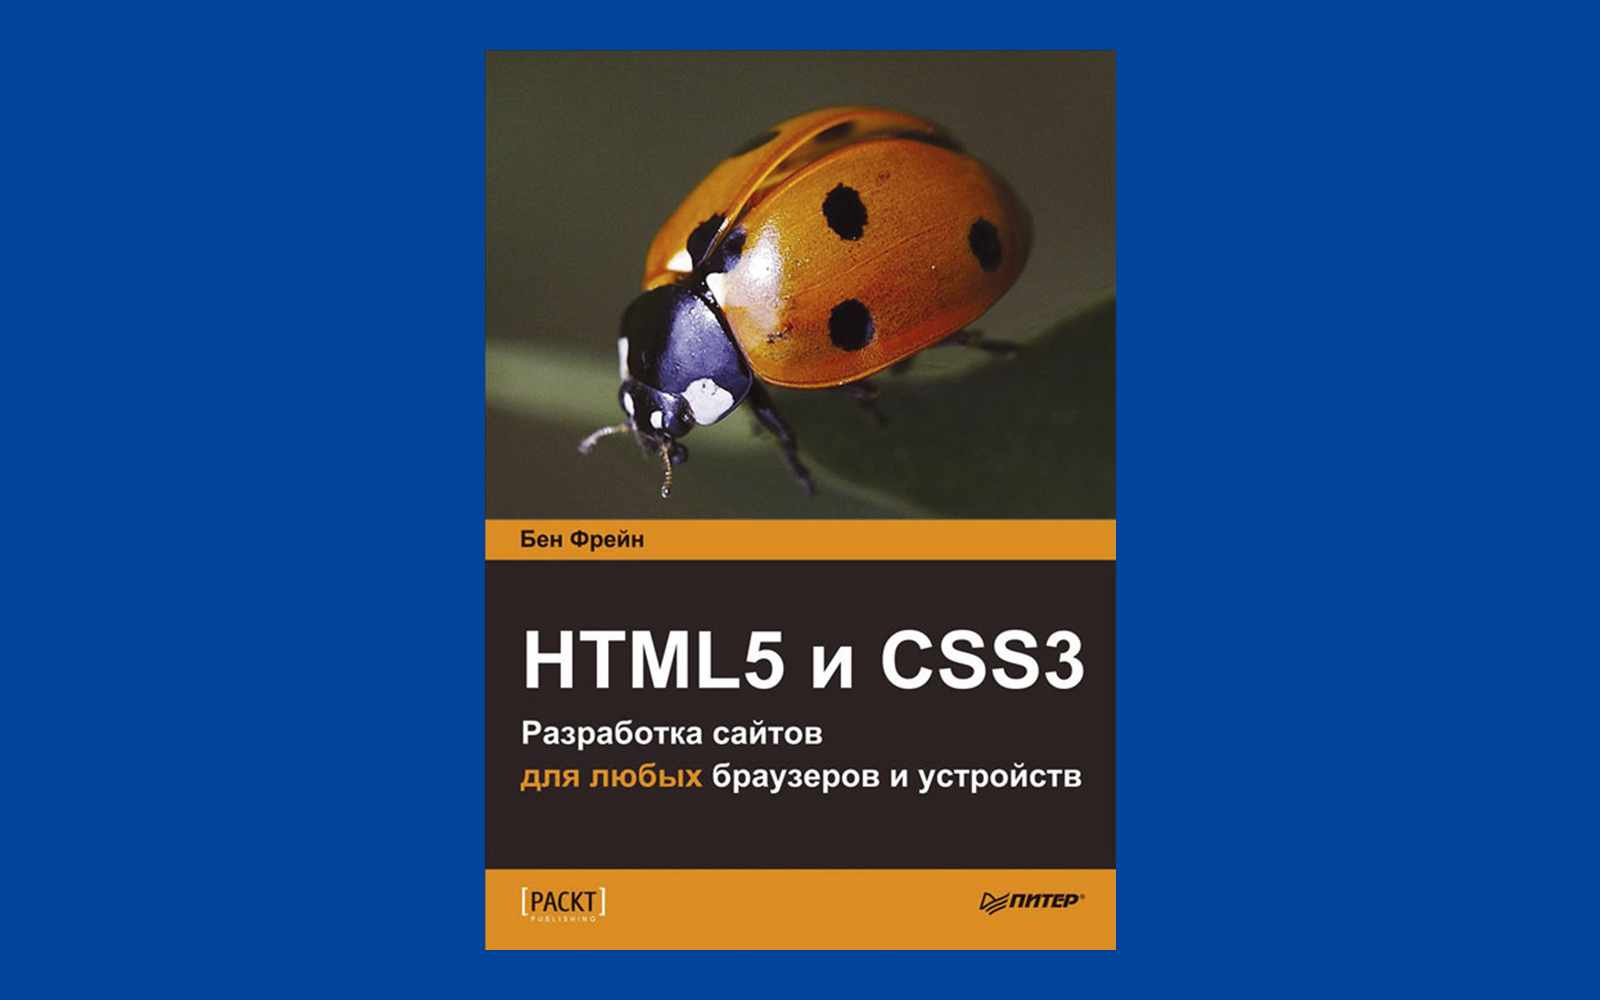 Бен Фрейн
HTML5 и CSS3
Разработка сайтов
для любых браузеров и устройств
[PACKT]
PUBLISHING
ПИТЕР®